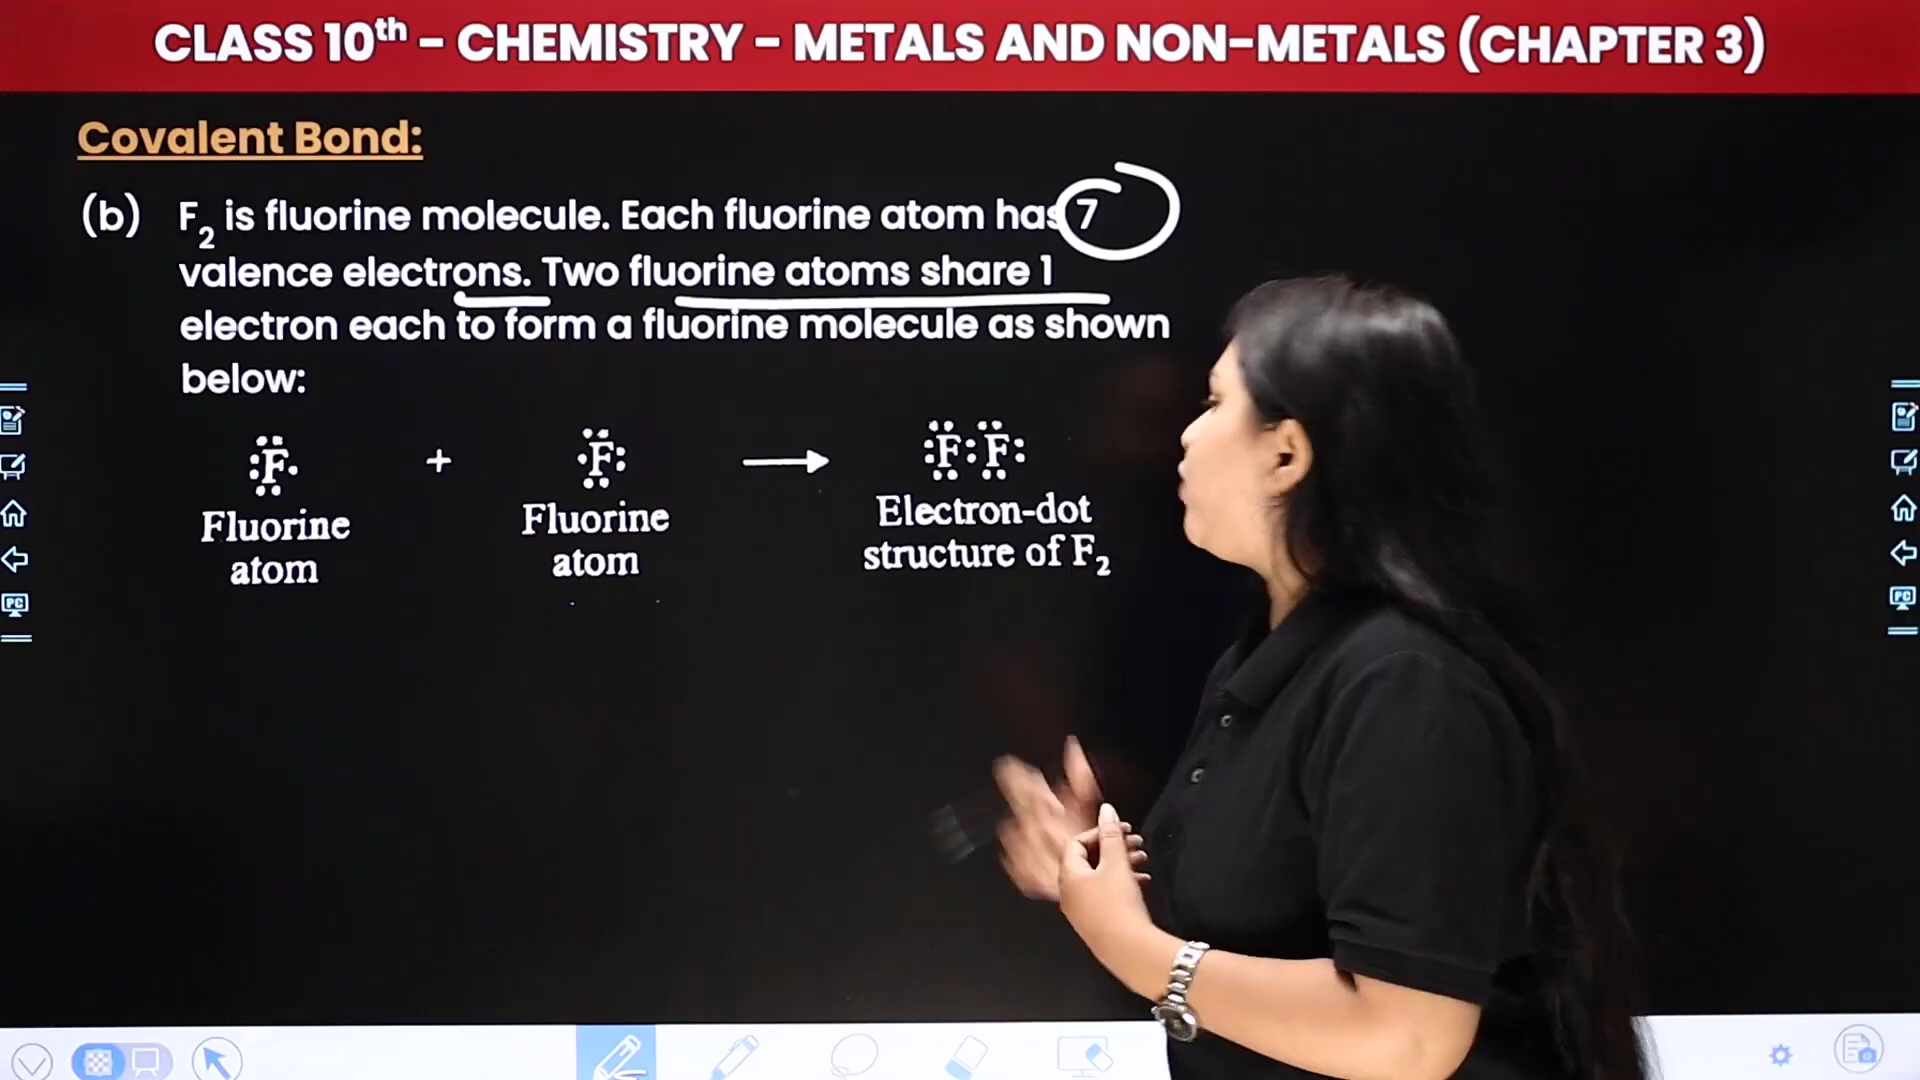 CLASS 10th - CHEMISTRY - METALS AND NON-METALS (CHAPTER 3)
Covalent Bond:
(b) F2 is fluorine molecule. Each fluorine atom has 7
valence electrons. Two fluorine atoms share 1
electron each to form a fluorine molecule as shown
below:
:F. + .F: → :F:F:
Fluorine atom
Fluorine atom
Electron-dot structure of F2
PC
PC